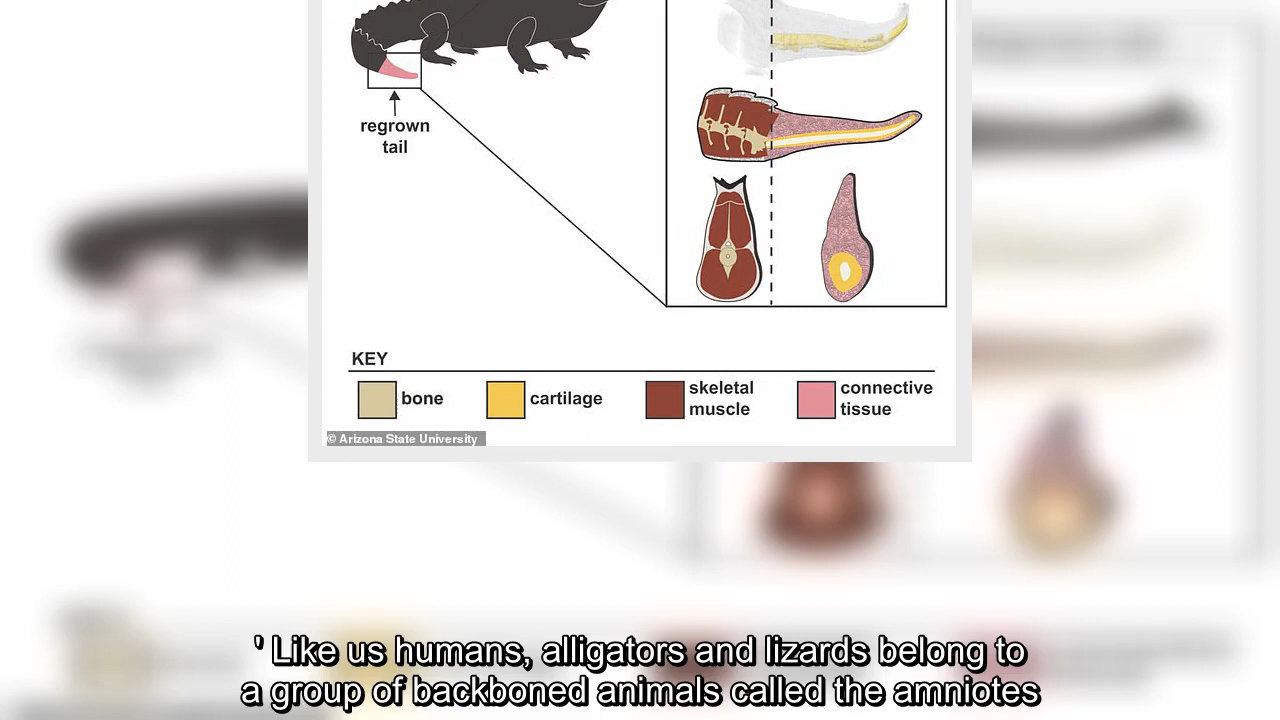 regrown
tail
KEY
bone
cartilage
skeletal
muscle
connective
tissue
© Arizona State University
' Like us humans, alligators and lizards belong to
a group of backboned animals called the amniotes